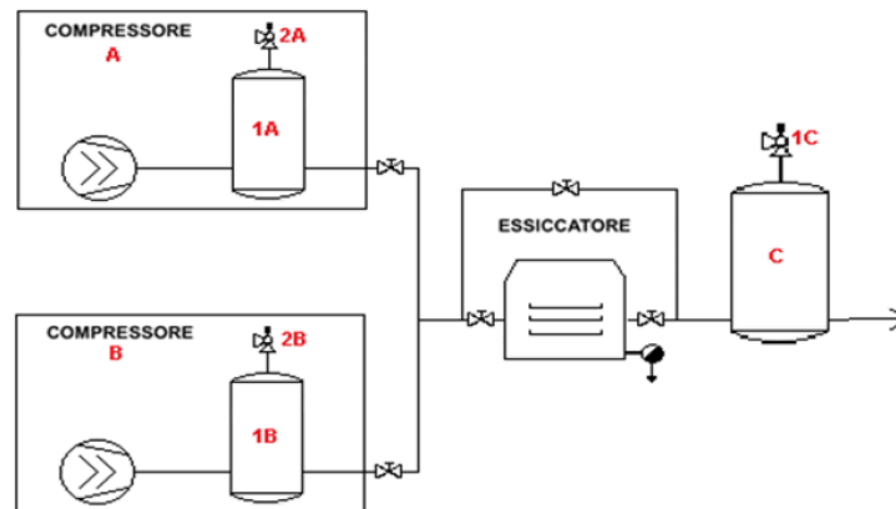 COMPRESSORE
A
2A
1A
1C
ESSICCATORE
C
COMPRESSORE
B
2B
1B